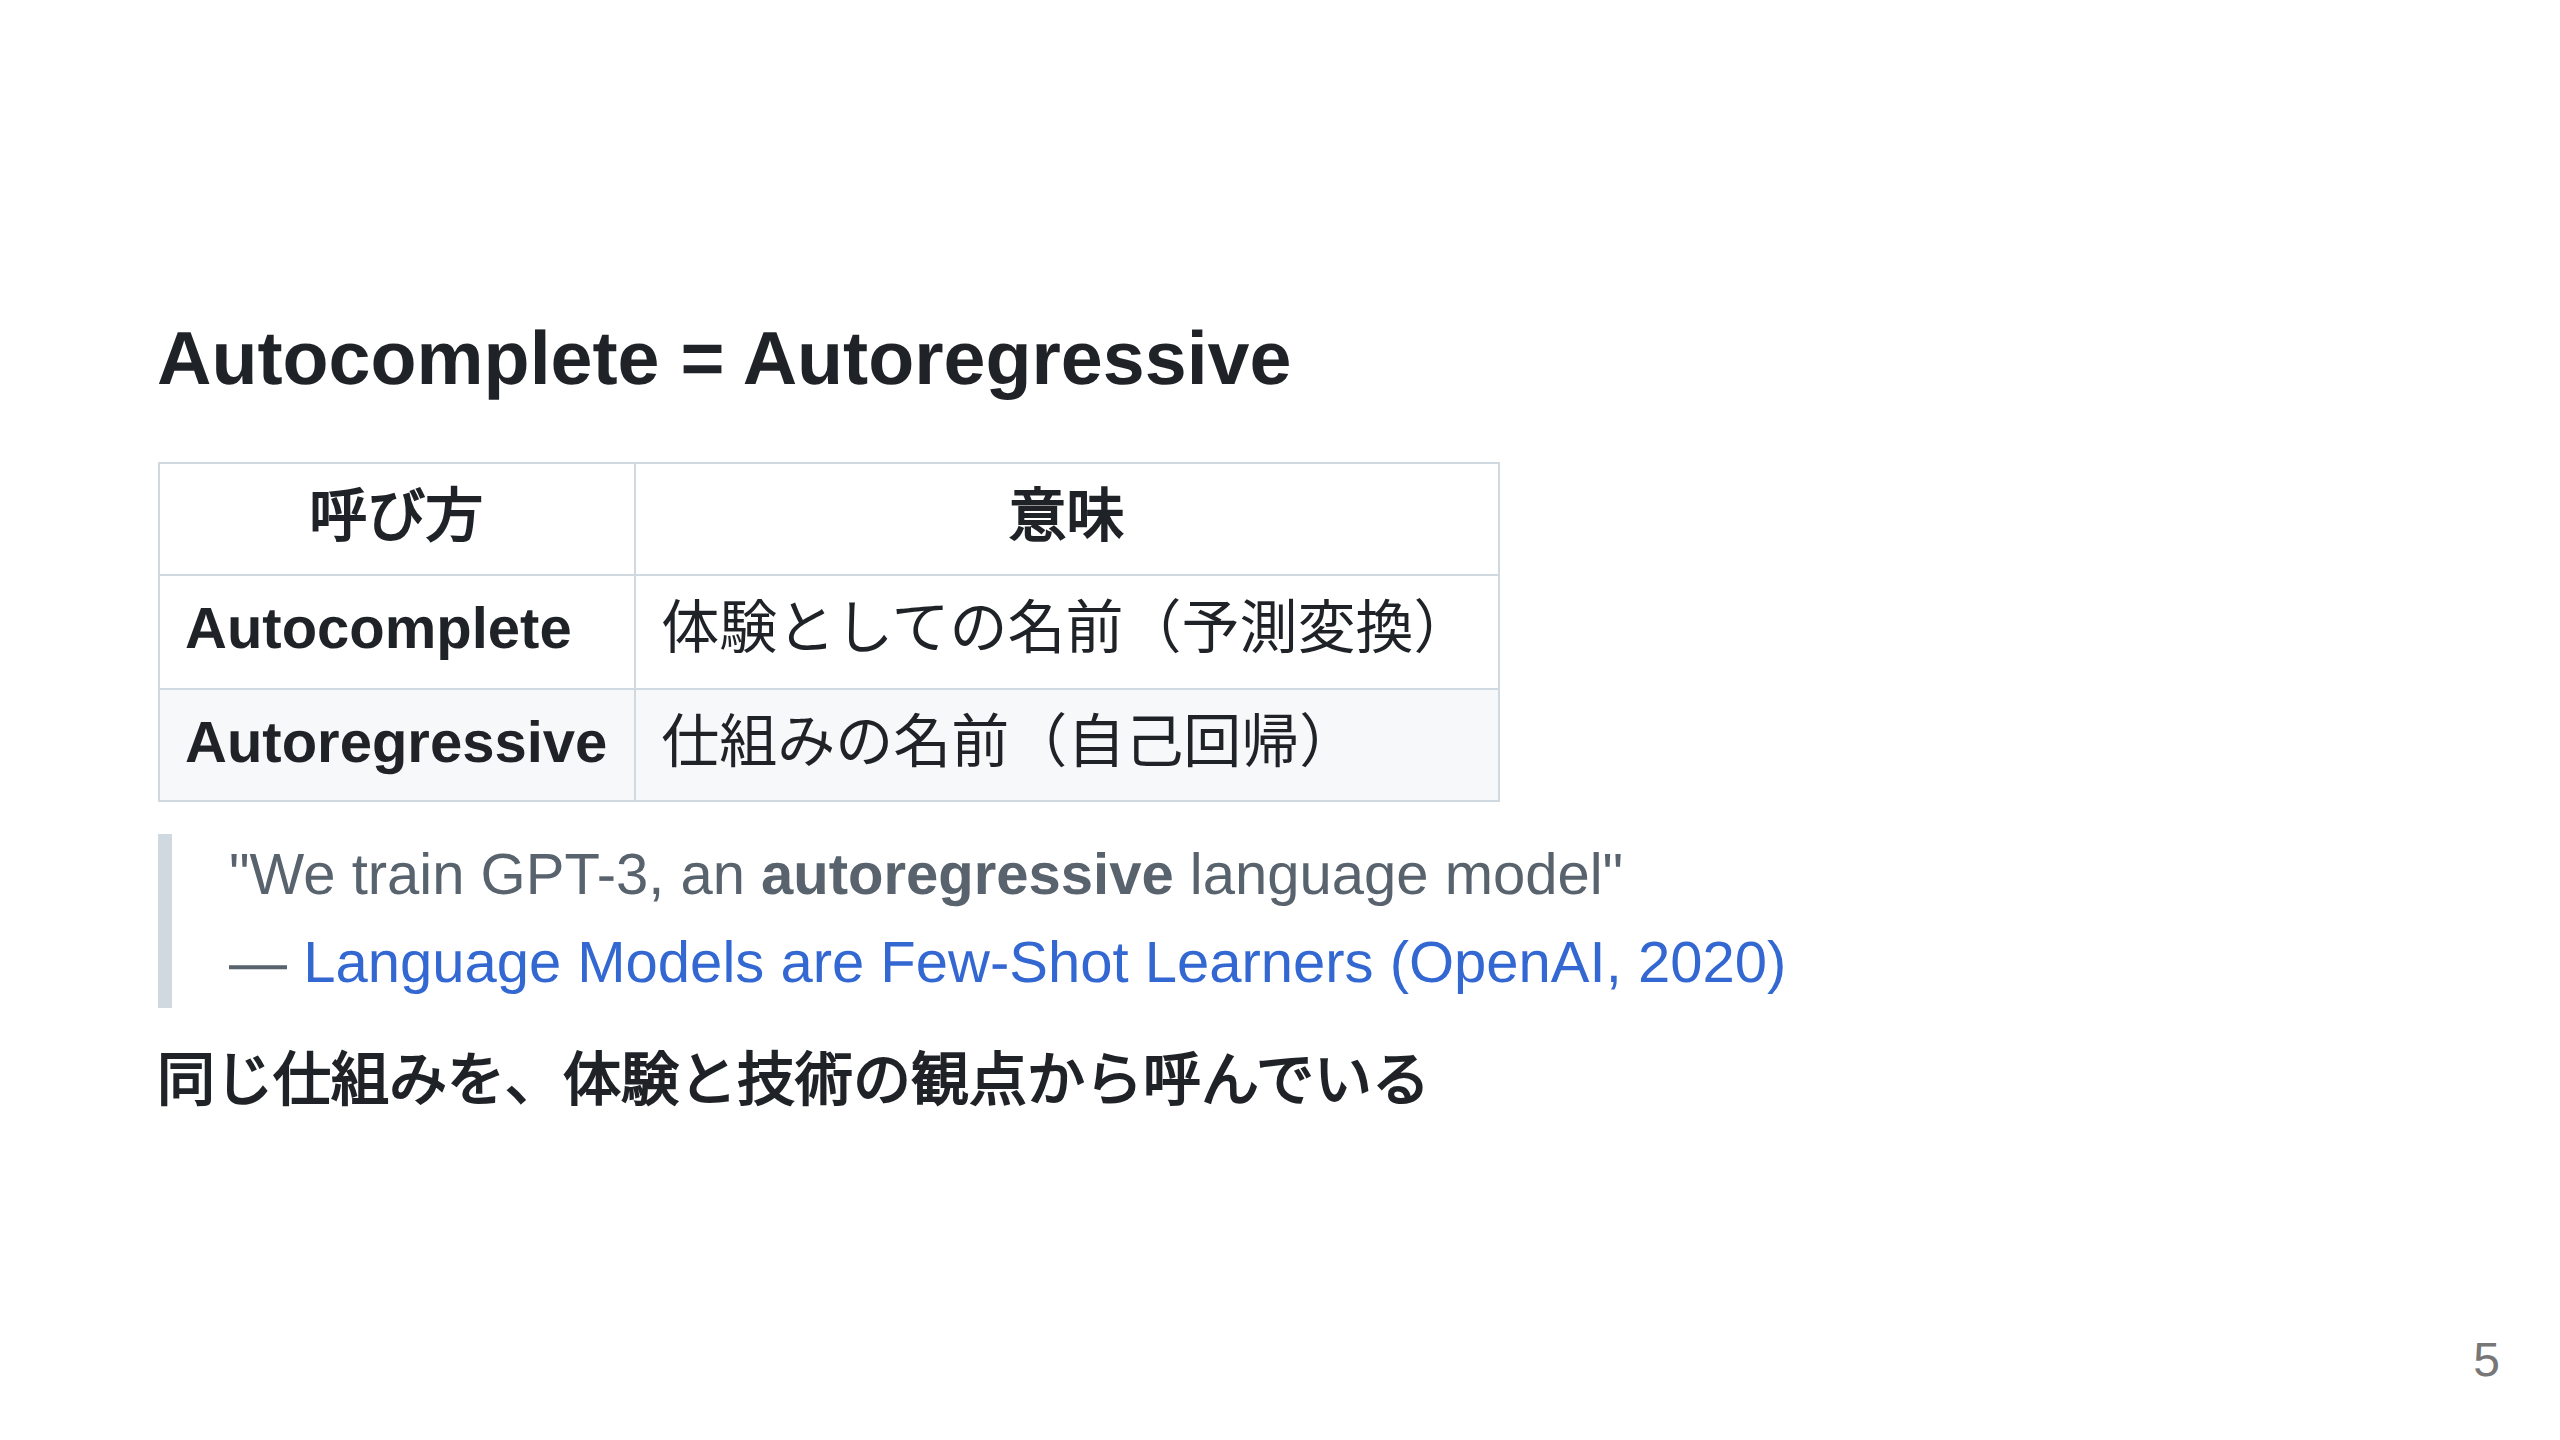 Autocomplete = Autoregressive
呼び方 意味
Autocomplete 体験としての名前（予測変換）
Autoregressive 仕組みの名前（自己回帰）
"We train GPT-3, an autoregressive language model"
— Language Models are Few-Shot Learners (OpenAI, 2020)
同じ仕組みを、体験と技術の観点から呼んでいる
5